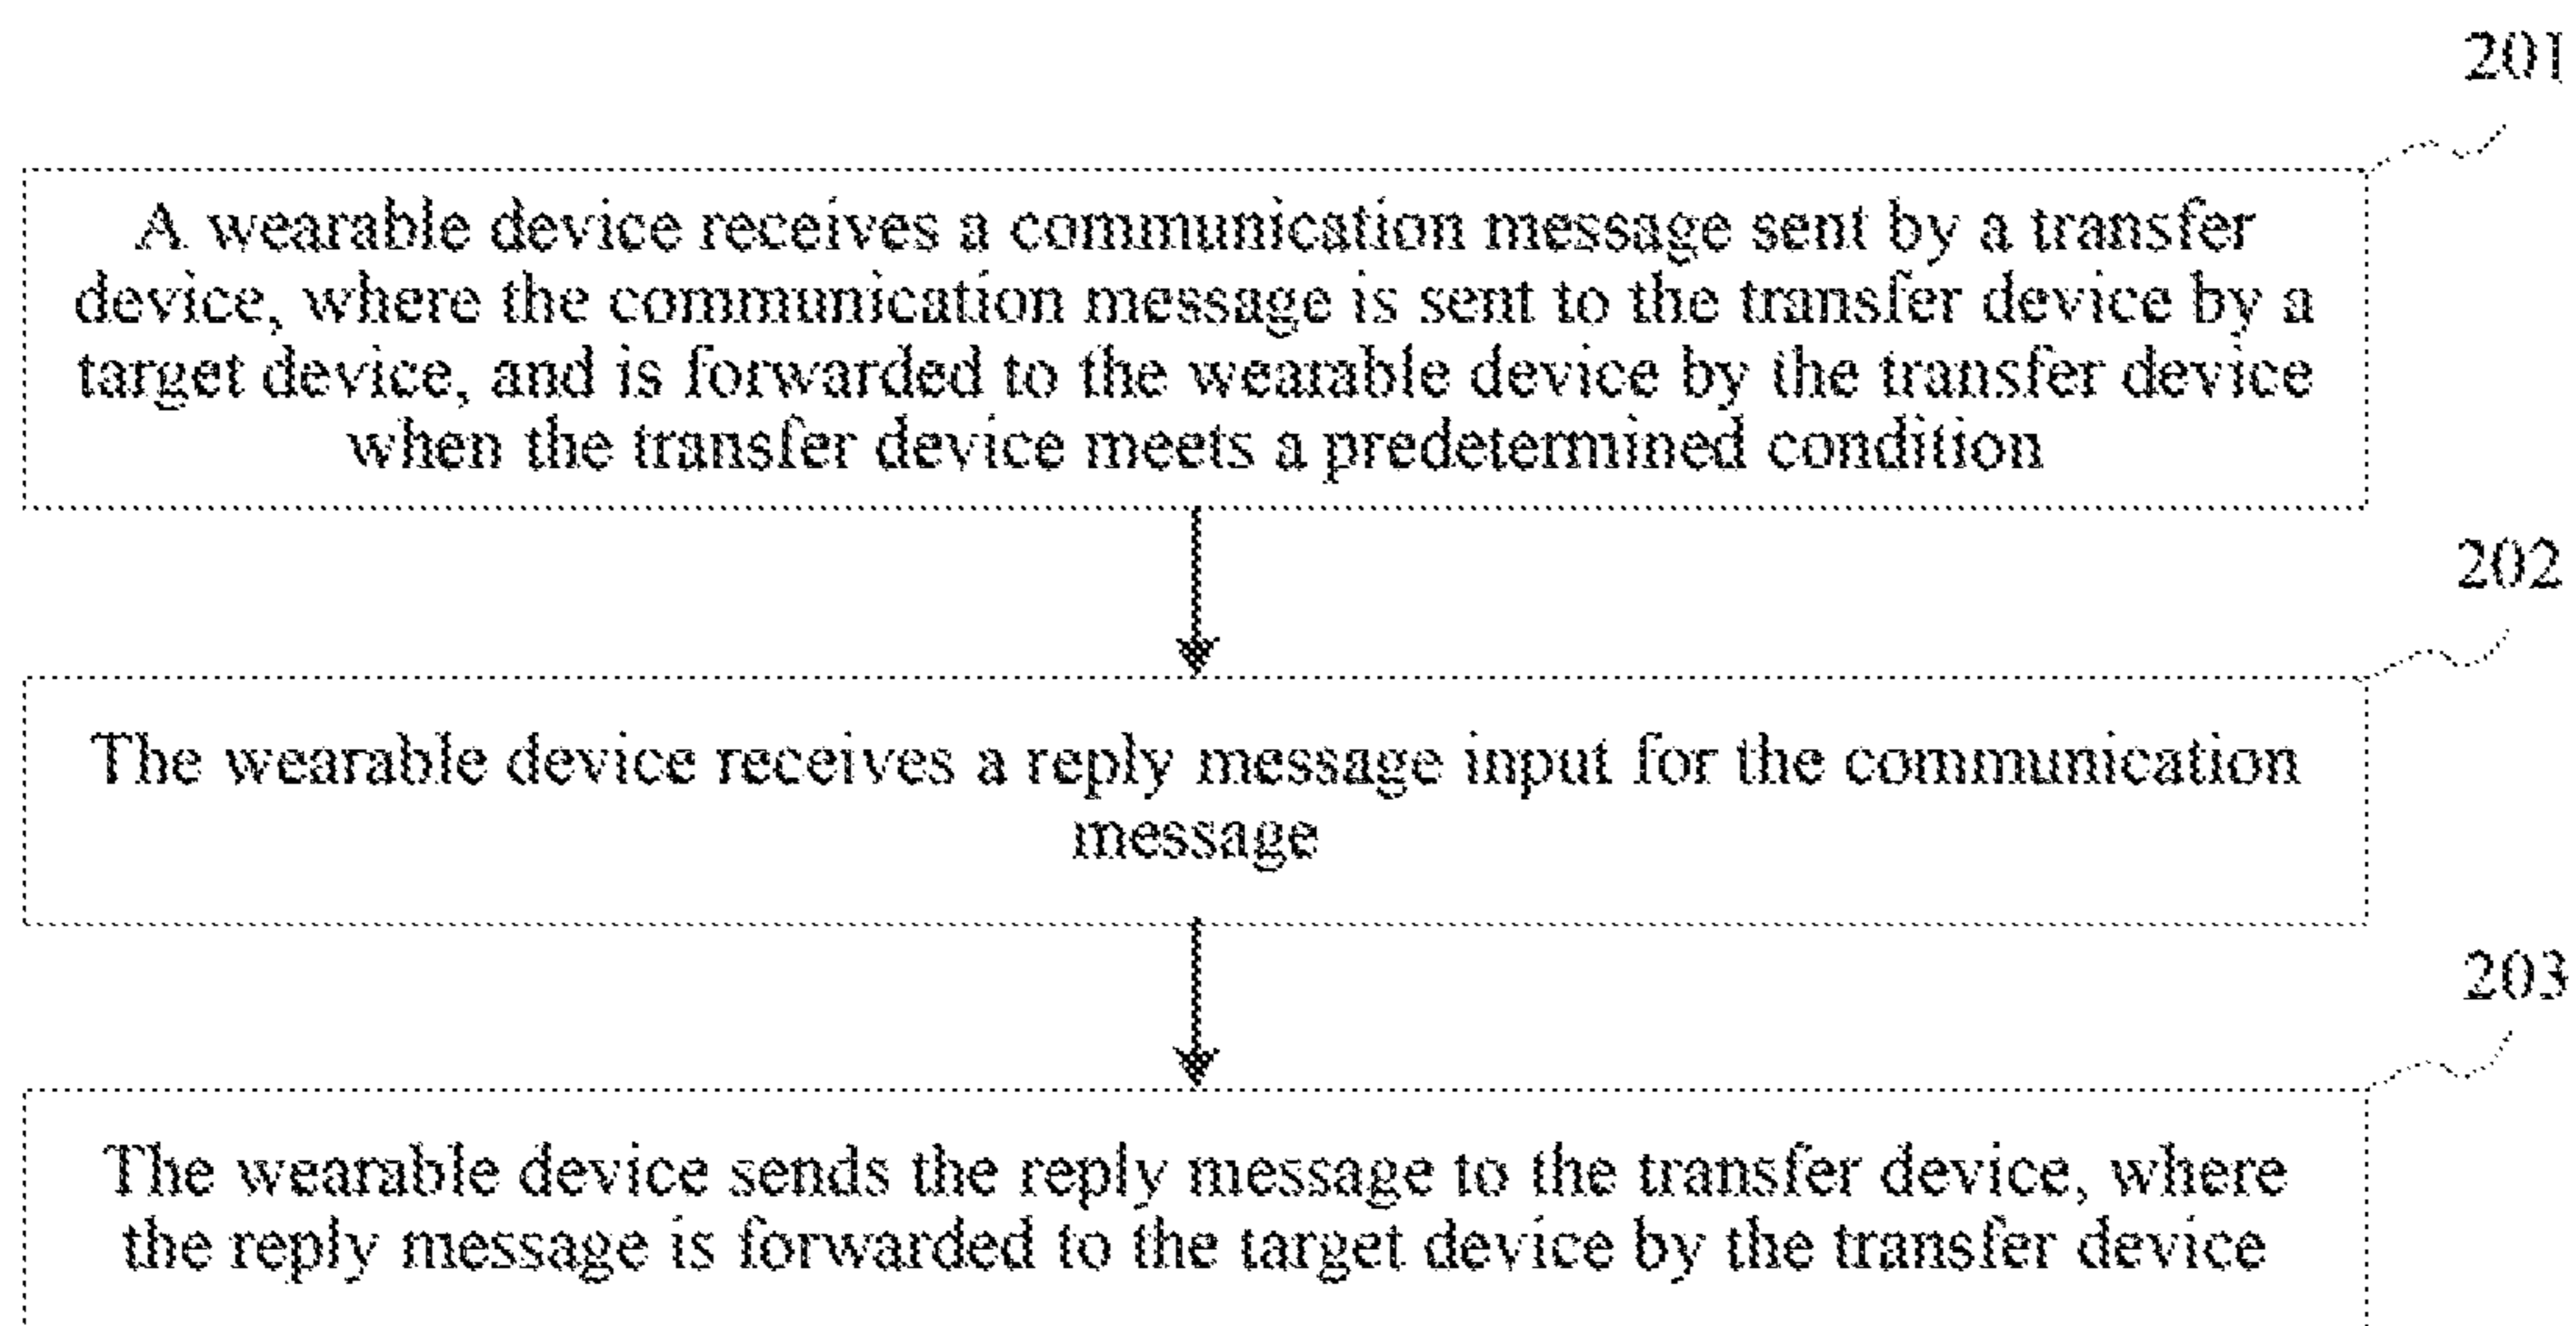 201
A wearable device receives a communication message sent by a transfer
device, where the communication message is sent to the transfer device by a
target device, and is forwarded to the wearable device by the transfer device
when the transfer device meets a predetermined condition
202
The wearable device receives a reply message input for the communication
message
203
The wearable device sends the reply message to the transfer device, where
the reply message is forwarded to the target device by the transfer device